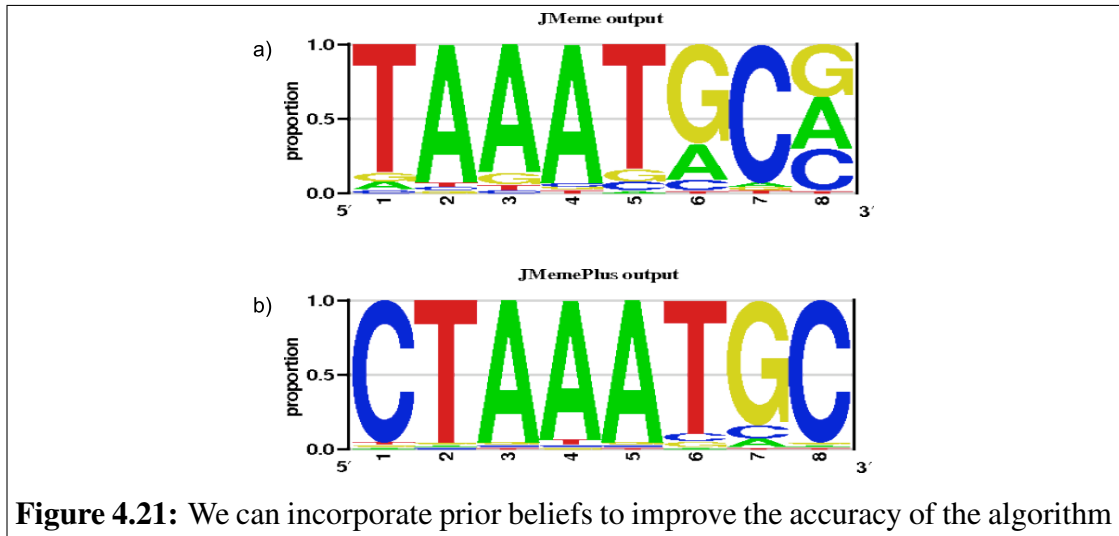 JMeme output
a)
proportion
1.0
0.5
0.0
T A A A T G C G
G G G A A
A T T C C C A C
5′ 1 2 3 4 5 6 7 8 3′
JMemePlus output
b)
proportion
1.0
0.5
0.0
C T A A A T G C
T C C
A
5′ 1 2 3 4 5 6 7 8 3′
Figure 4.21: We can incorporate prior beliefs to improve the accuracy of the algorithm